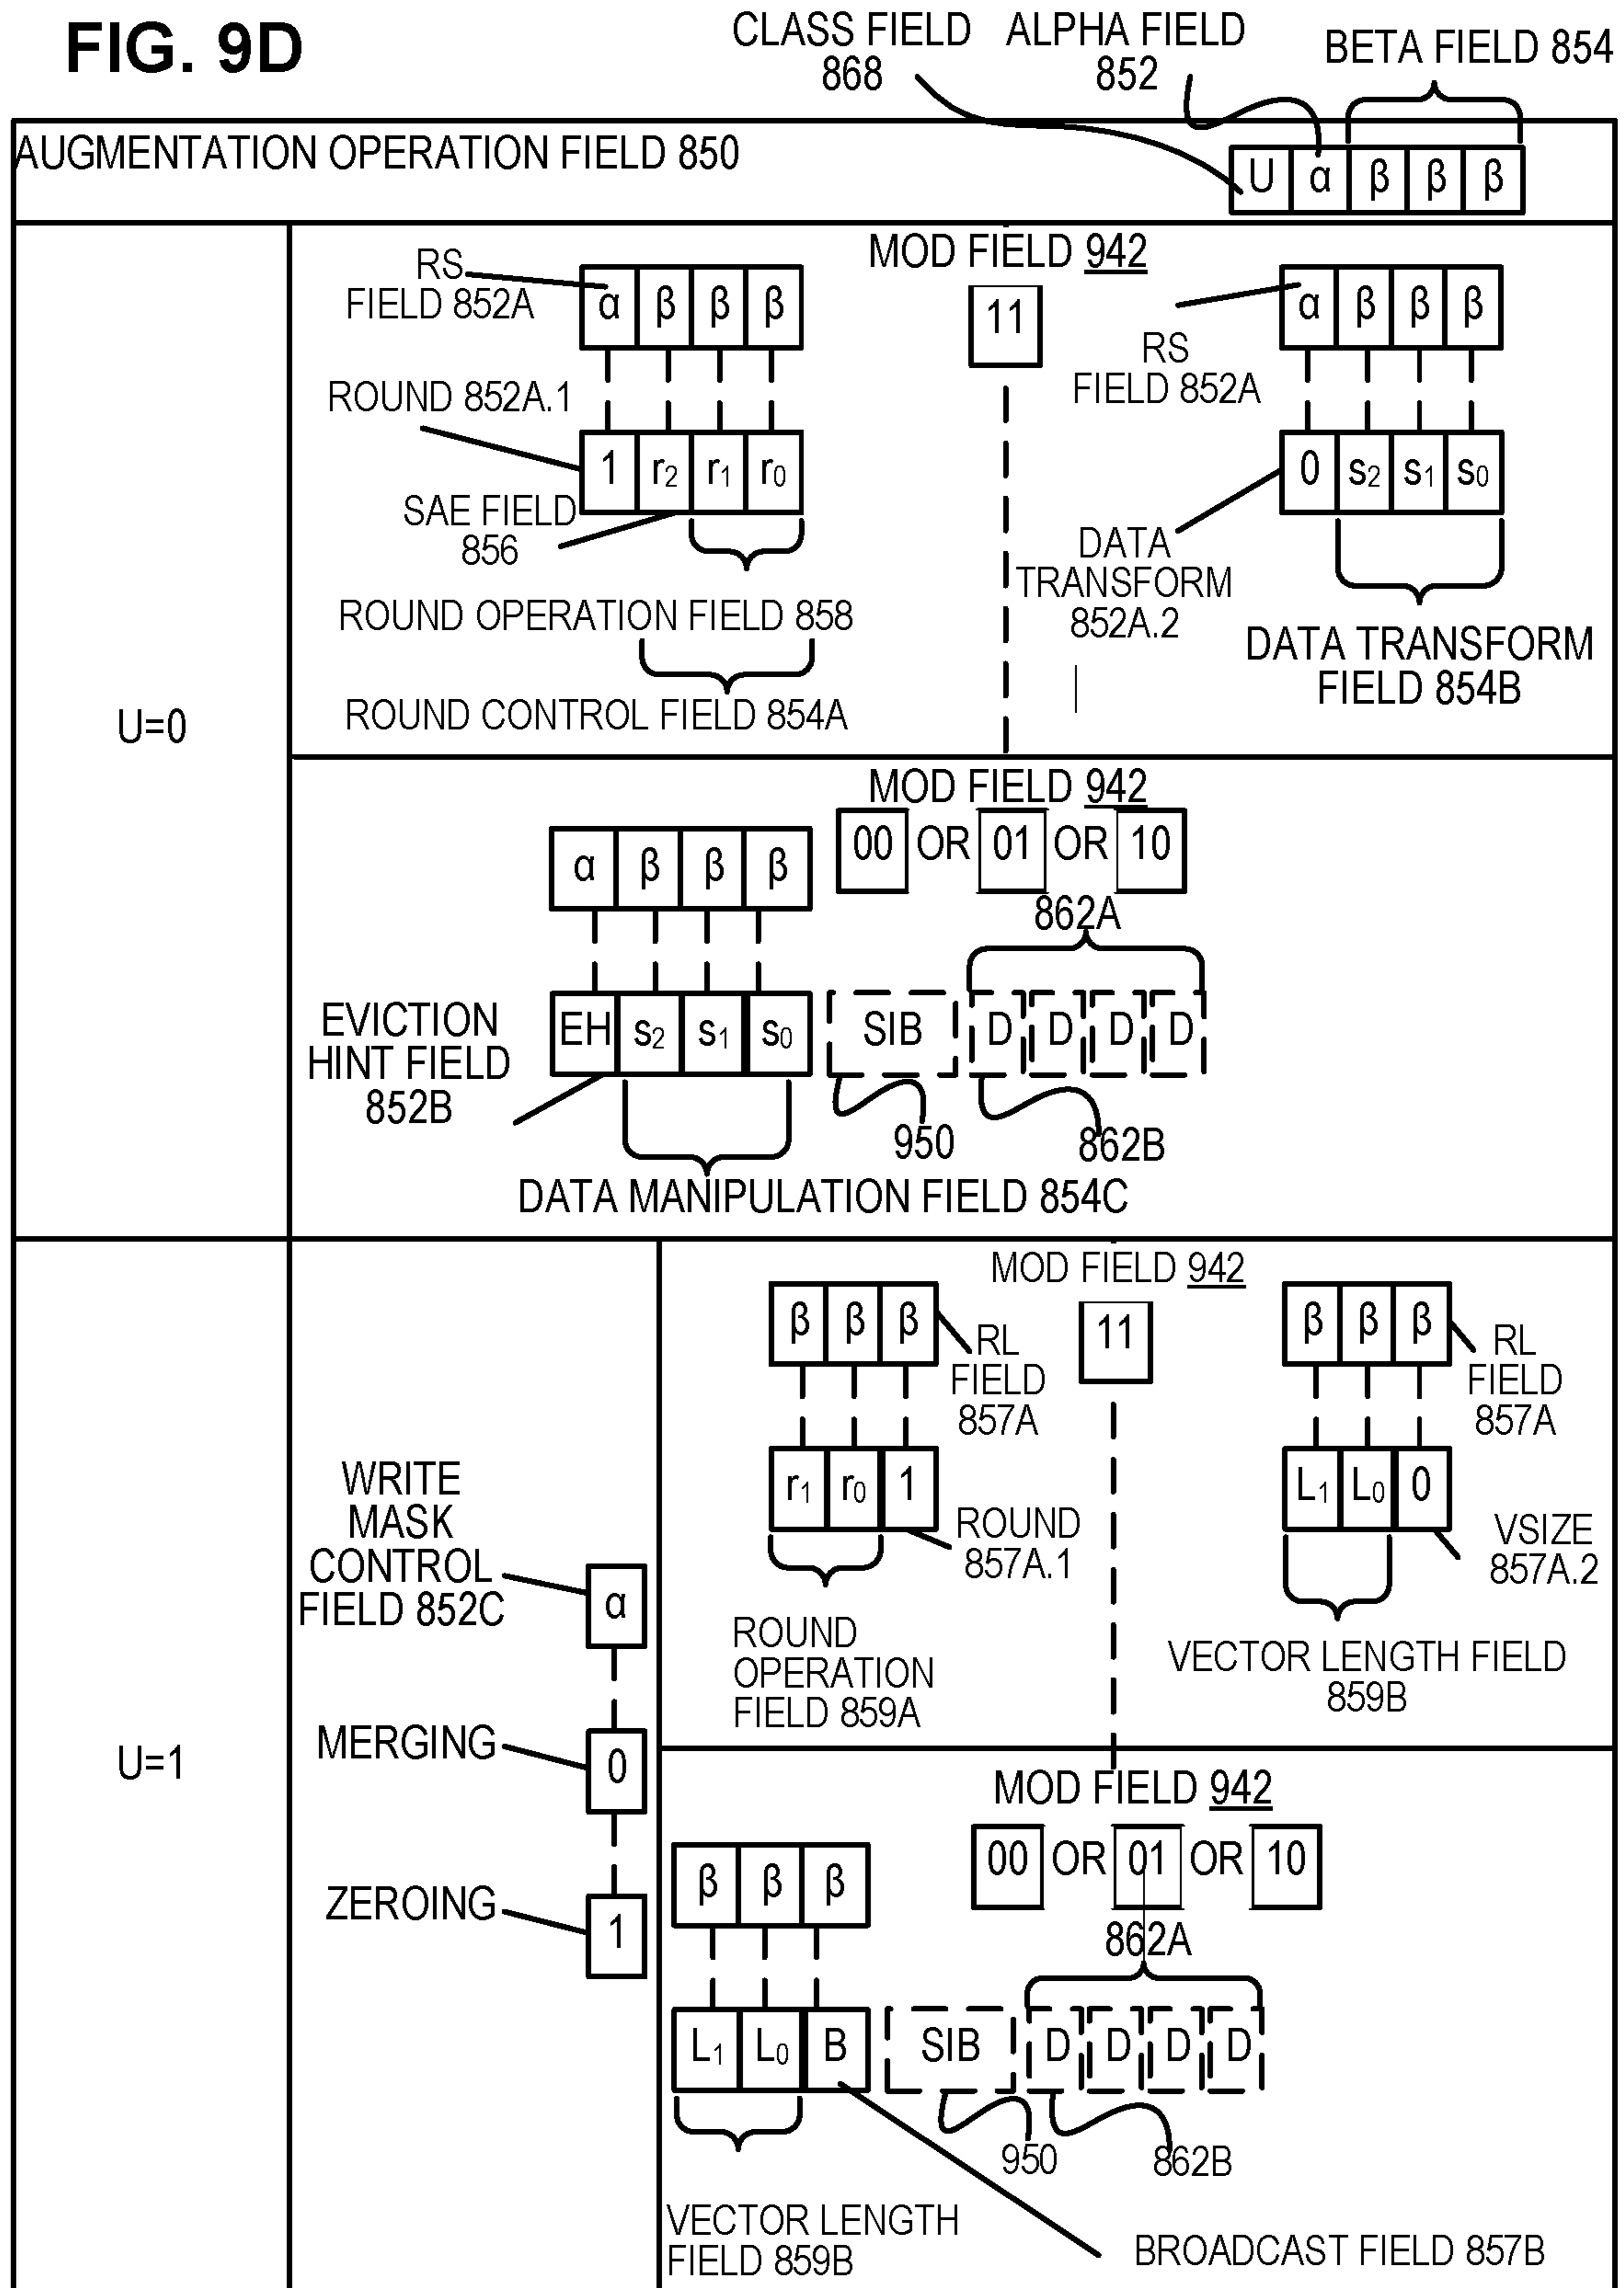 FIG. 9D
CLASS FIELD
868
ALPHA FIELD
852
BETA FIELD 854
AUGMENTATION OPERATION FIELD 850
U α β β β
U=0
MOD FIELD 942
11
RS
FIELD 852A
α β β β
ROUND 852A.1
1 r2 r1 r0
SAE FIELD
856
ROUND OPERATION FIELD 858
ROUND CONTROL FIELD 854A
α β β β
RS
FIELD 852A
0 s2 s1 s0
DATA
TRANSFORM
852A.2
DATA TRANSFORM
FIELD 854B
MOD FIELD 942
00 OR 01 OR 10
α β β β
862A
EVICTION
HINT FIELD
852B
EH s2 s1 s0 SIB D D D D
950
862B
DATA MANIPULATION FIELD 854C
U=1
WRITE
MASK
CONTROL
FIELD 852C
α
MERGING
0
ZEROING
1
MOD FIELD 942
11
β β β
RL
FIELD
857A
r1 r0 1
ROUND
857A.1
ROUND
OPERATION
FIELD 859A
β β β
RL
FIELD
857A
L1 L0 0
VSIZE
857A.2
VECTOR LENGTH FIELD
859B
MOD FIELD 942
00 OR 01 OR 10
β β β
862A
L1 L0 B SIB D D D D
950
862B
VECTOR LENGTH
FIELD 859B
BROADCAST FIELD 857B